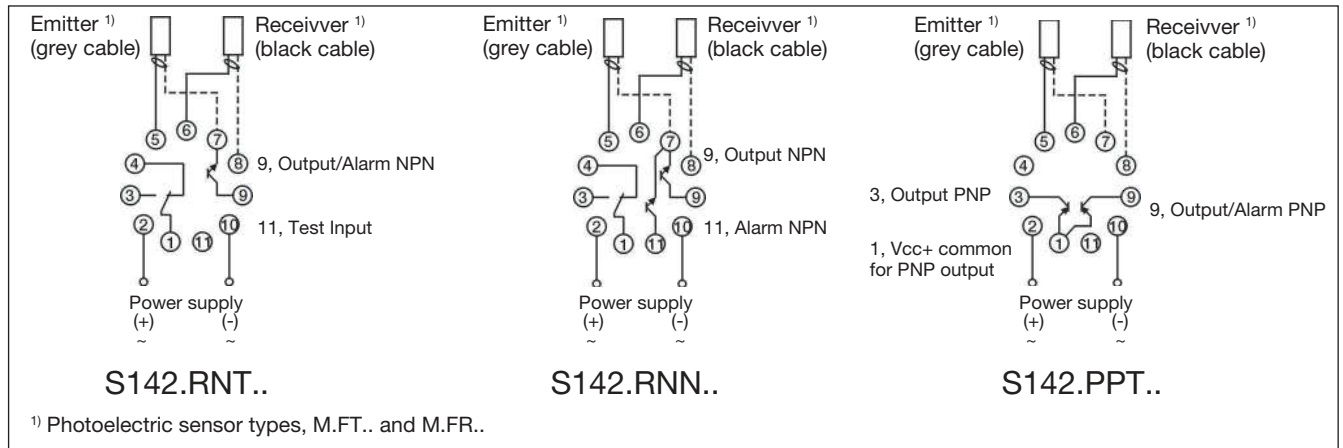 Emitter 1)
(grey cable)
Receivver 1)
(black cable)
5
6
7
4
8
9, Output/Alarm NPN
3
9
2
1
11
10
11, Test Input
Power supply
(+)
(-)
~
~
S142.RNT..
Emitter 1)
(grey cable)
Receivver 1)
(black cable)
5
6
7
4
8
9, Output NPN
3
9
2
1
11
10
11, Alarm NPN
Power supply
(+)
(-)
~
~
S142.RNN..
Emitter 1)
(grey cable)
Receivver 1)
(black cable)
5
6
7
4
8
3, Output PNP
3
9
9, Output/Alarm PNP
2
1
11
10
1, Vcc+ common
for PNP output
Power supply
(+)
(-)
~
~
S142.PPT..
1) Photoelectric sensor types, M.FT.. and M.FR..